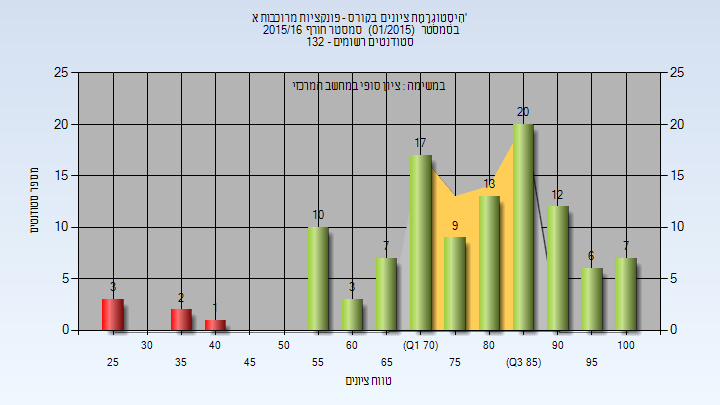 היסטוגרמת ציונים בקורס - פונקציות מרוכבות א'
בסמסטר (01/2015) סמסטר חורף 2015/16
סטודנטים רשומים - 132
במשימה : ציון סופי במחשב המרכזי
מספר סטודנטים
25 25
20 20
15 15
10 10
5 5
0 0
3 2 1 10 3 7 17 9 13 20 12 6 7
30 40 50 60 (Q1 70) 80 90 100
25 35 45 55 65 75 (Q3 85) 95
טווח ציונים